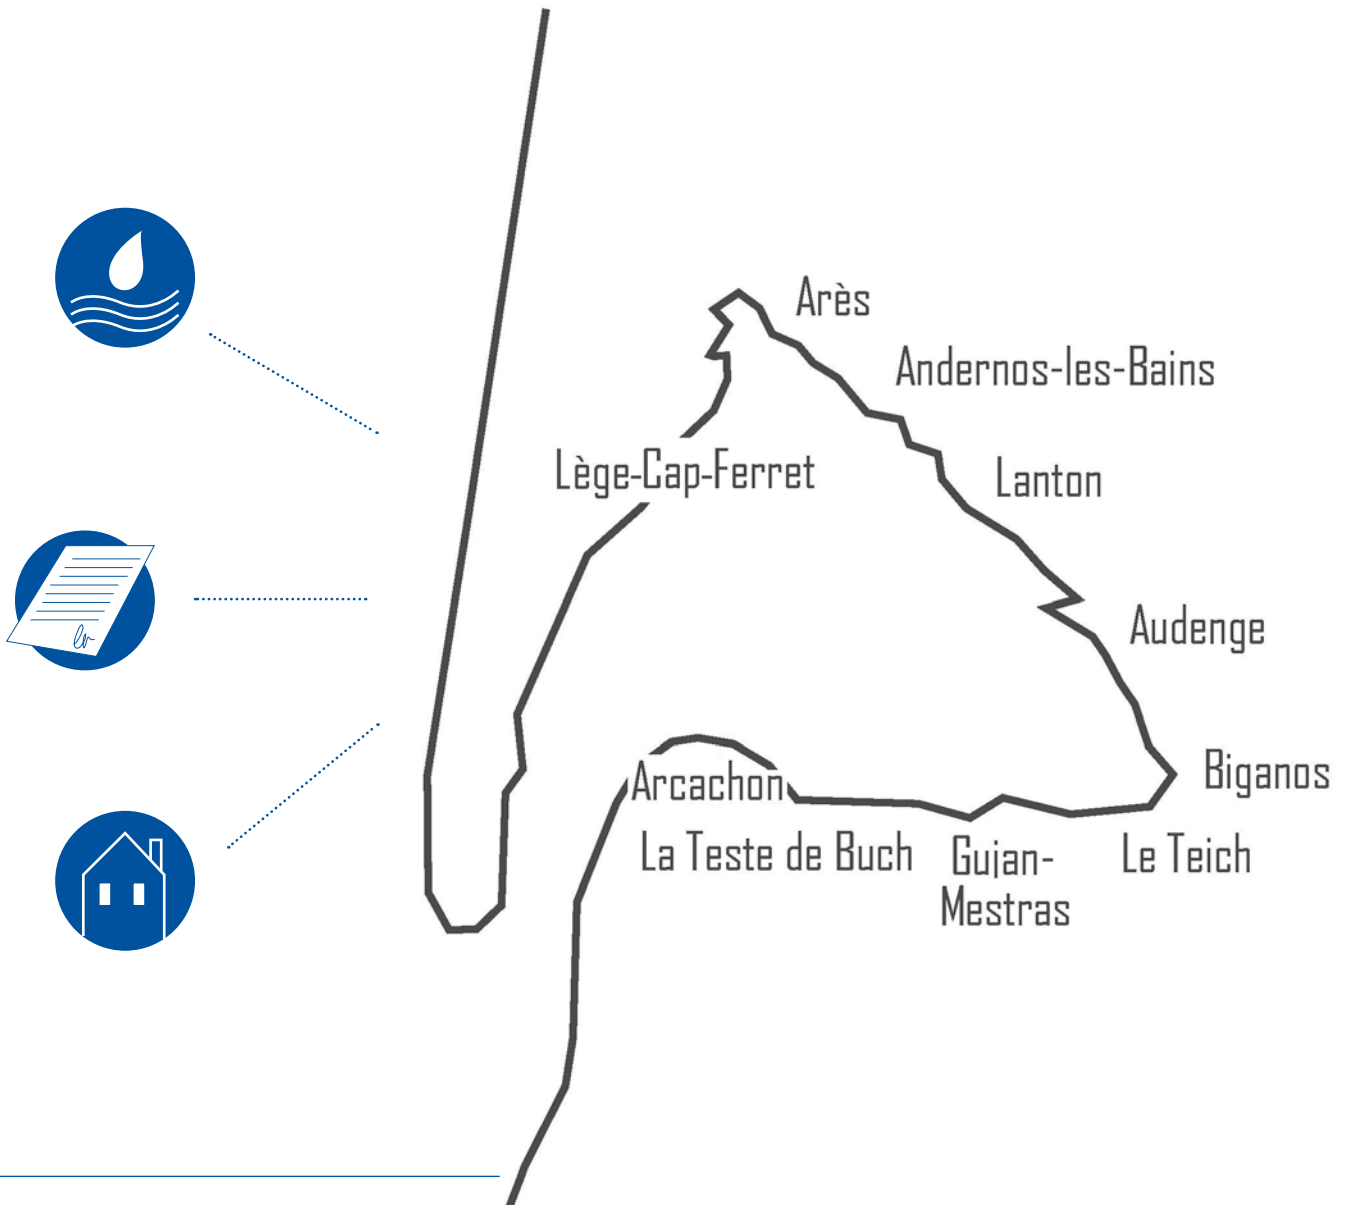 Arès
Andernos-les-Bains
Lège-Cap-Ferret
Lanton
Audenge
Biganos
Arcachon
La Teste de Buch
Gujan-
Mestras
Le Teich